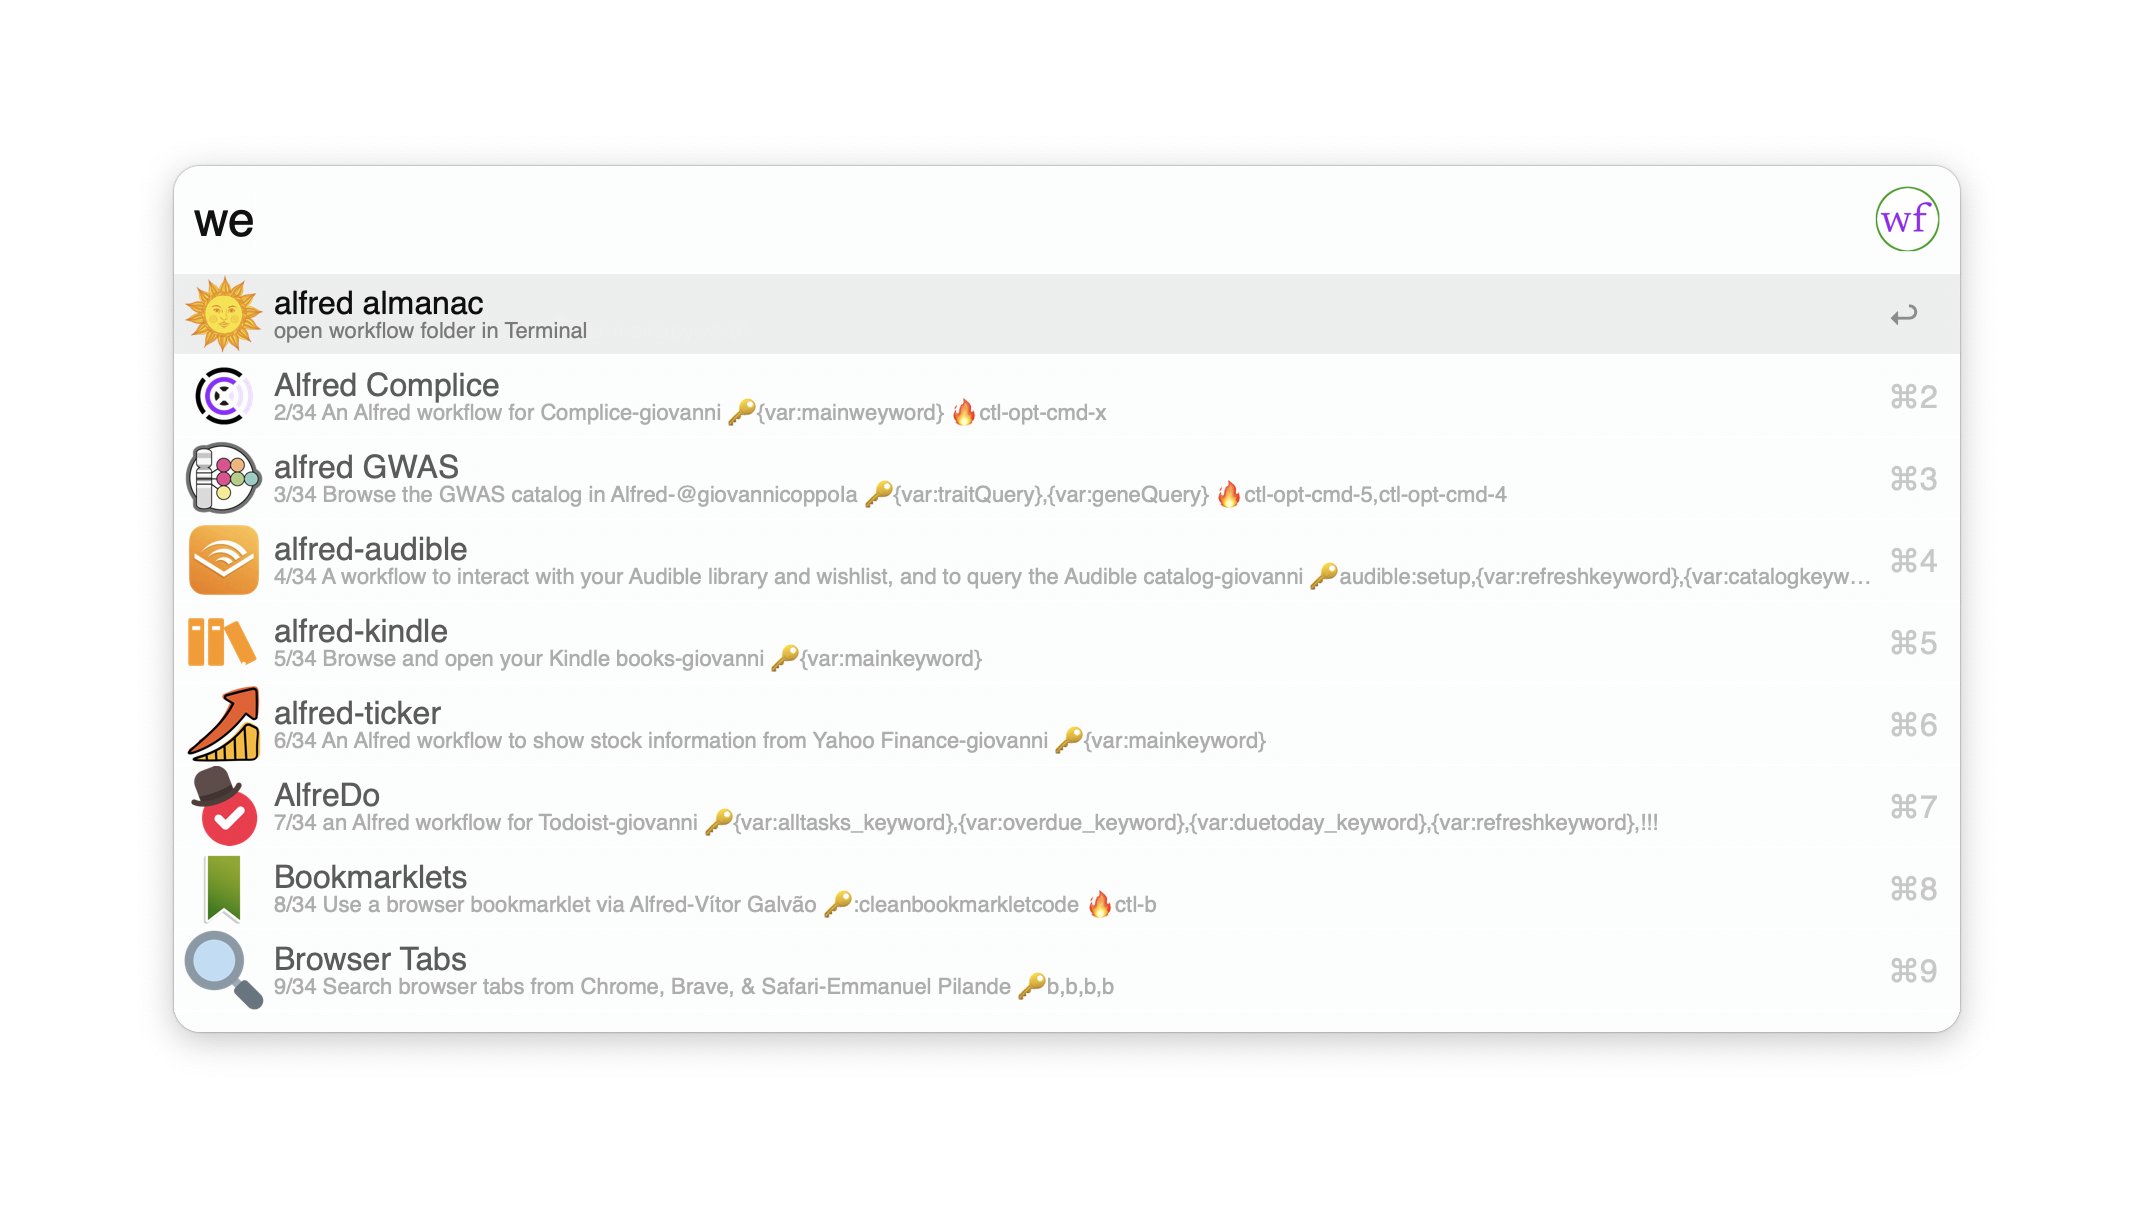 we
wf
alfred almanac
open workflow folder in Terminal
Alfred Complice
2/34 An Alfred workflow for Complice-giovanni 🔑{var:mainweyword} 🔥ctl-opt-cmd-x
⌘2
alfred GWAS
3/34 Browse the GWAS catalog in Alfred-@giovannicoppola 🔑{var:traitQuery},{var:geneQuery} 🔥ctl-opt-cmd-5,ctl-opt-cmd-4
⌘3
alfred-audible
4/34 A workflow to interact with your Audible library and wishlist, and to query the Audible catalog-giovanni 🔑audible:setup,{var:refreshkeyword},{var:catalogkeyw…
⌘4
alfred-kindle
5/34 Browse and open your Kindle books-giovanni 🔑{var:mainkeyword}
⌘5
alfred-ticker
6/34 An Alfred workflow to show stock information from Yahoo Finance-giovanni 🔑{var:mainkeyword}
⌘6
AlfreDo
7/34 an Alfred workflow for Todoist-giovanni 🔑{var:alltasks_keyword},{var:overdue_keyword},{var:duetoday_keyword},{var:refreshkeyword},!!!
⌘7
Bookmarklets
8/34 Use a browser bookmarklet via Alfred-Vítor Galvão 🔑:cleanbookmarkletcode 🔥ctl-b
⌘8
Browser Tabs
9/34 Search browser tabs from Chrome, Brave, & Safari-Emmanuel Pilande 🔑b,b,b,b
⌘9